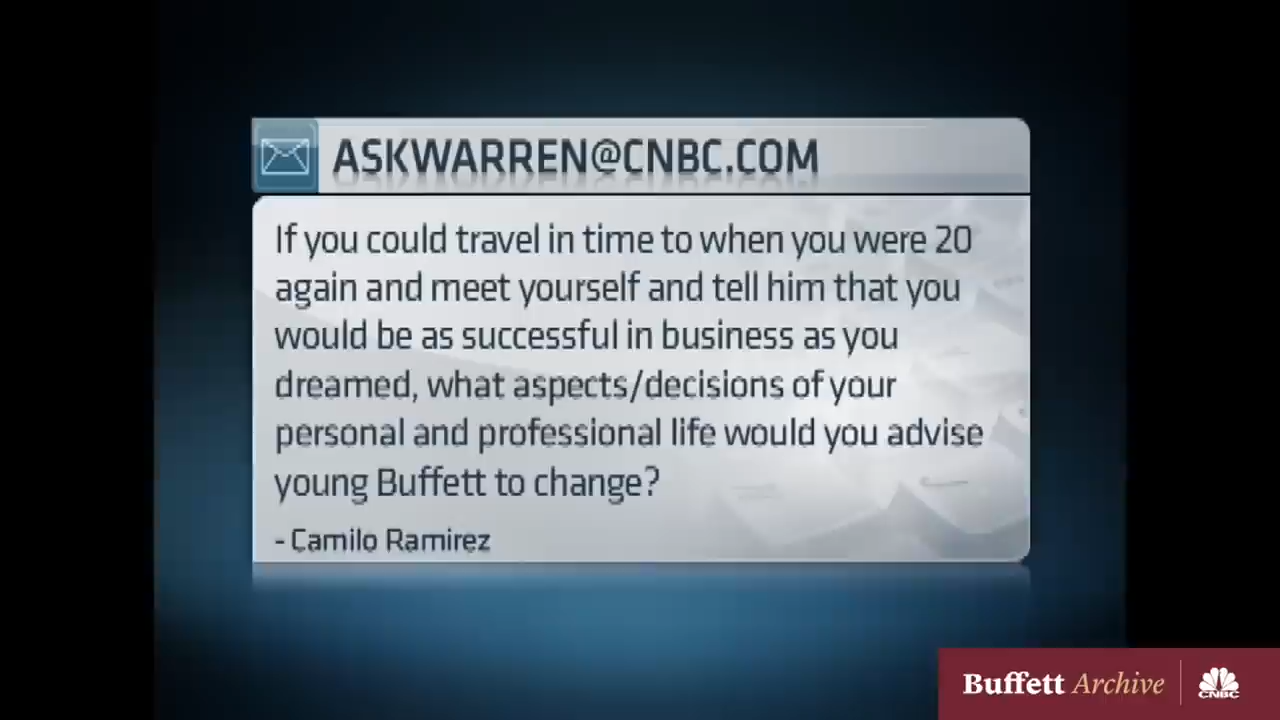 ASKWARREN@CNBC.COM
If you could travel in time to when you were 20
again and meet yourself and tell him that you
would be as successful in business as you
dreamed, what aspects/decisions of your
personal and professional life would you advise
young Buffett to change?
- Camilo Ramirez
Buffett Archive
CNBC